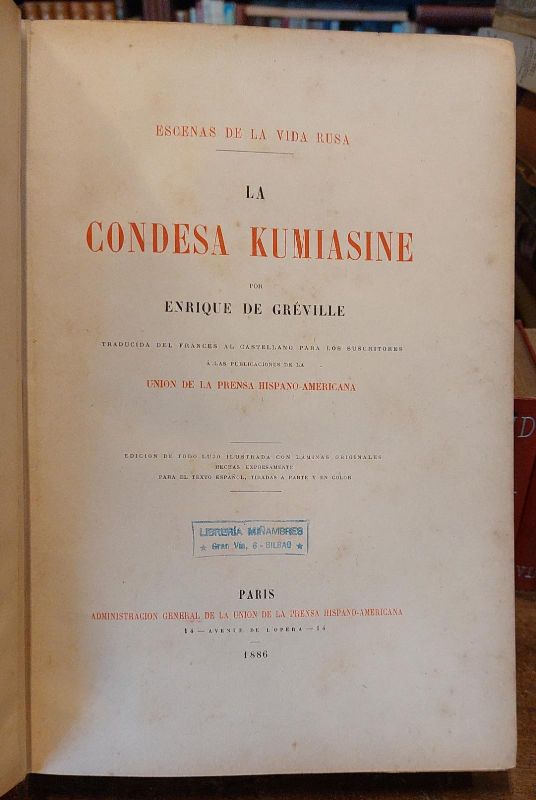 ESCENAS DE LA VIDA RUSA
LA
CONDESA KUMIASINE
POR
ENRIQUE DE GRÉVILLE
TRADUCIDA DEL FRANCES AL CASTELLANO PARA LOS SUSCRITORES
A LAS PUBLICACIONES DE LA
UNION DE LA PRENSA HISPANO-AMERICANA
EDICION DE TODO LUJO ILUSTRADA CON LAMINAS ORIGINALES
HECHAS EXPRESAMENTE
PARA EL TEXTO ESPAÑOL, TIRADAS A PARTE Y EN COLOR
LIBRERÍA MIÑAMBRES
★ Gran Vía, 6 - BILBAO ★
PARIS
ADMINISTRACION GENERAL DE LA UNION DE LA PRENSA HISPANO-AMERICANA
14 — AVENUE DE L'OPERA — 14
1886